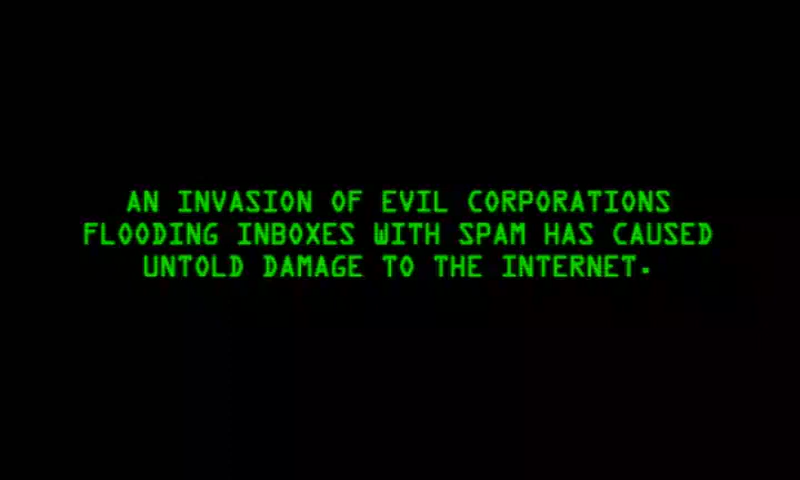 AN INVASION OF EVIL CORPORATIONS
FLOODING INBOXES WITH SPAM HAS CAUSED
UNTOLD DAMAGE TO THE INTERNET.